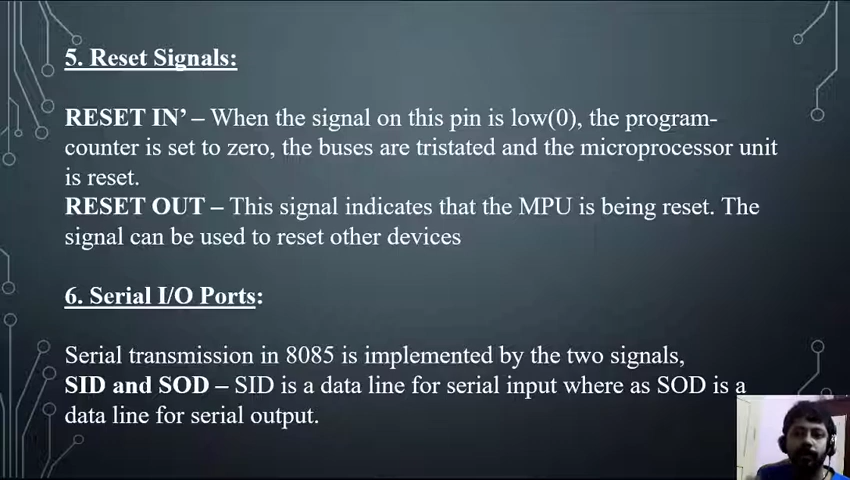 5. Reset Signals:
RESET IN’ – When the signal on this pin is low(0), the program-
counter is set to zero, the buses are tristated and the microprocessor unit
is reset.
RESET OUT – This signal indicates that the MPU is being reset. The
signal can be used to reset other devices
6. Serial I/O Ports:
Serial transmission in 8085 is implemented by the two signals,
SID and SOD – SID is a data line for serial input where as SOD is a
data line for serial output.